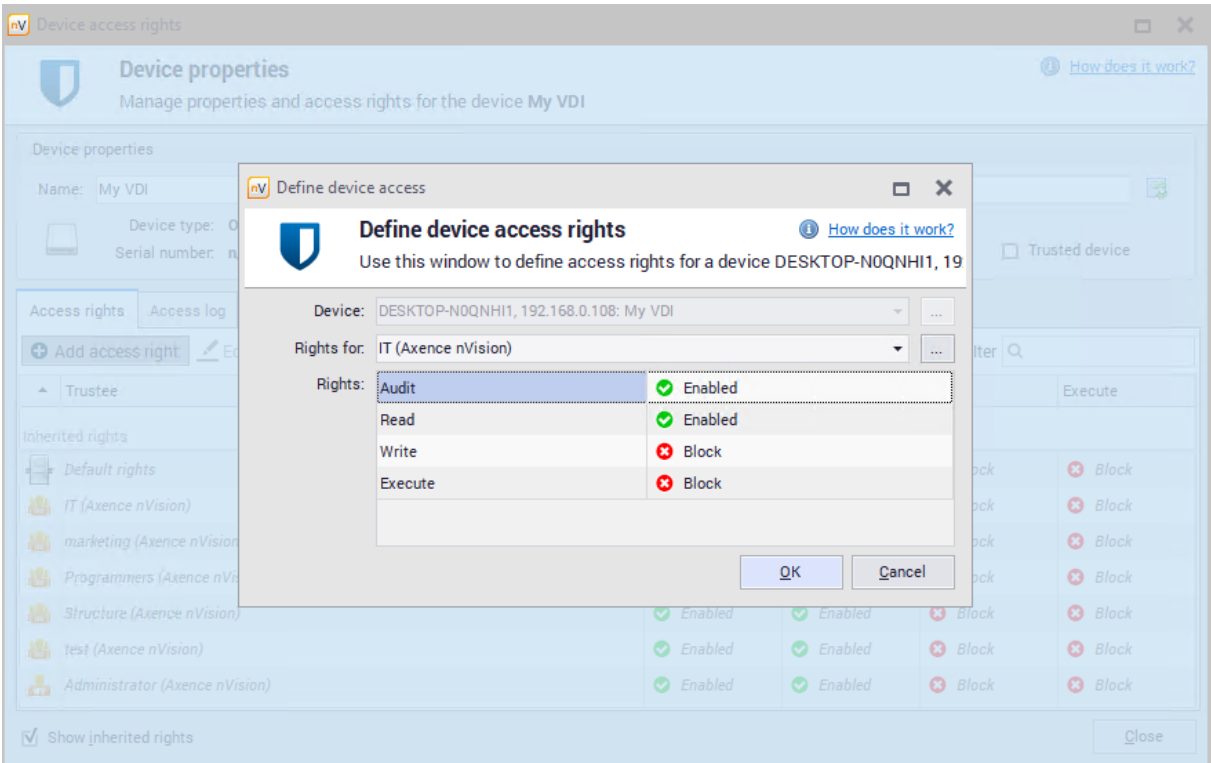 nV Device access rights
Device properties
How does it work?
Manage properties and access rights for the device My VDI
Device properties
Name: My VDI
Device type:
Serial number:
Trusted device
Access rights Access log
Add access right
Trustee
Execute
Inherited rights
Default rights Block
IT (Axence nVision) Block
marketing (Axence nVision Block
Programmers (Axence Block
Structure (Axence nVision) Enabled Enabled Block Block
test (Axence nVision) Enabled Enabled Block Block
Administrator (Axence nVision) Enabled Enabled Block Block
Show inherited rights
Close
nV Define device access
Define device access rights
How does it work?
Use this window to define access rights for a device DESKTOP-N0QNHI1, 19
Device: DESKTOP-N0QNHI1, 192.168.0.108: My VDI ...
Rights for: IT (Axence nVision) ...
Rights: Audit Enabled
Read Enabled
Write Block
Execute Block
OK Cancel